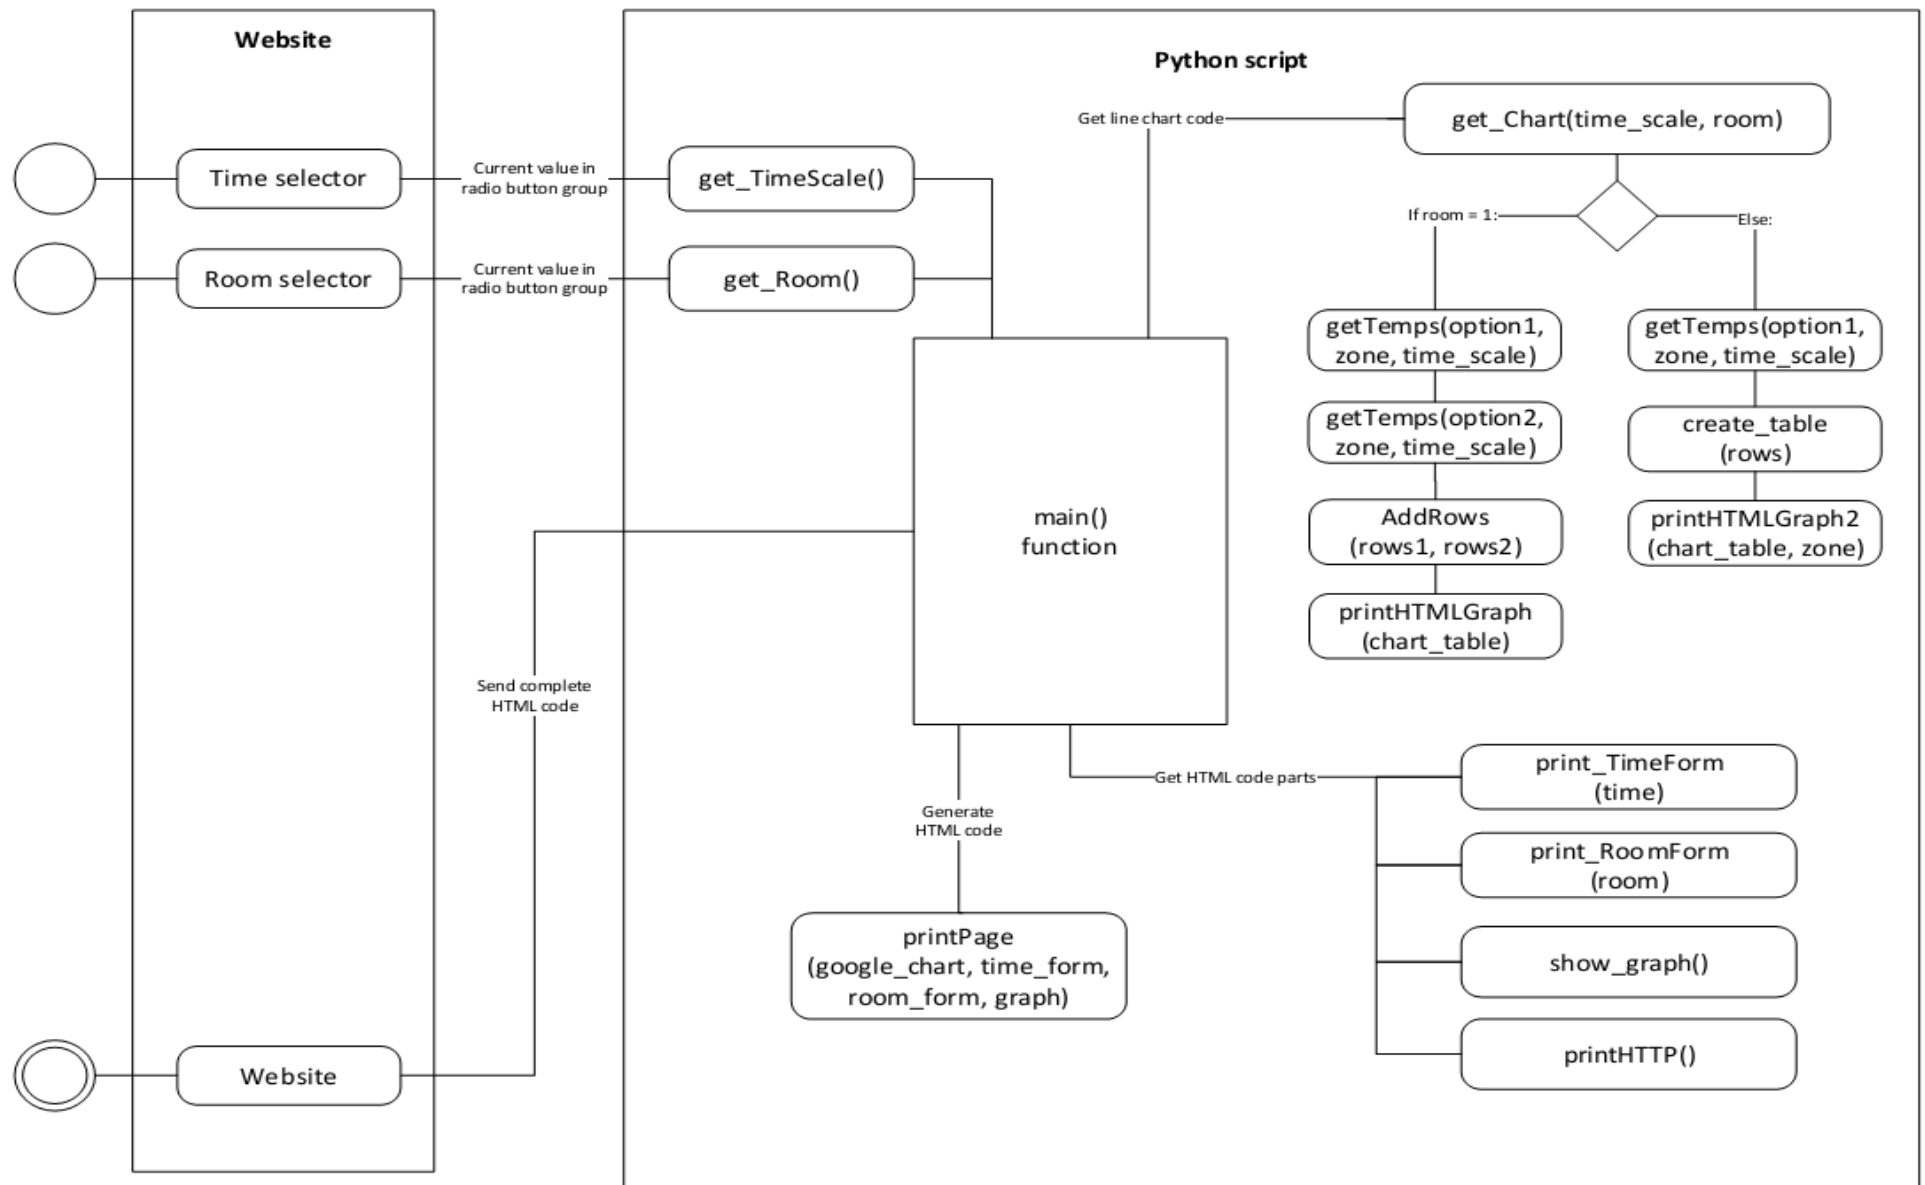 Website
Python script
get_Chart(time_scale, room)
Get line chart code
Time selector
Current value in
radio button group
get_TimeScale()
If room = 1:
Else:
Room selector
Current value in
radio button group
get_Room()
getTemps(option1,
zone, time_scale)
getTemps(option2,
zone, time_scale)
AddRows
(rows1, rows2)
printHTMLGraph
(chart_table)
getTemps(option1,
zone, time_scale)
create_table
(rows)
printHTMLGraph2
(chart_table, zone)
main()
function
Send complete
HTML code
Get HTML code parts
print_TimeForm
(time)
print_RoomForm
(room)
show_graph()
printHTTP()
Generate
HTML code
printPage
(google_chart, time_form,
room_form, graph)
Website